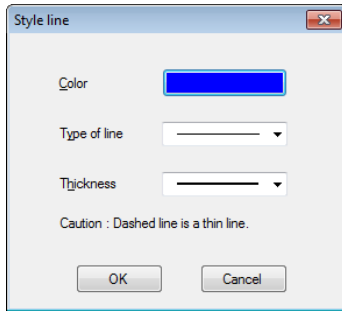 Style line
Color
Type of line
Thickness
Caution : Dashed line is a thin line.
OK
Cancel